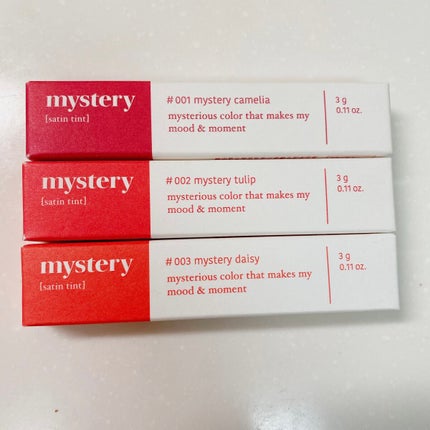 mystery
[satin tint]
#001 mystery camelia
mysterious color that makes my
mood & moment
3 g
0.11 oz.
mystery
[satin tint]
#002 mystery tulip
mysterious color that makes my
mood & moment
3 g
0.11 oz.
mystery
[satin tint]
#003 mystery daisy
mysterious color that makes my
mood & moment
3 g
0.11 oz.